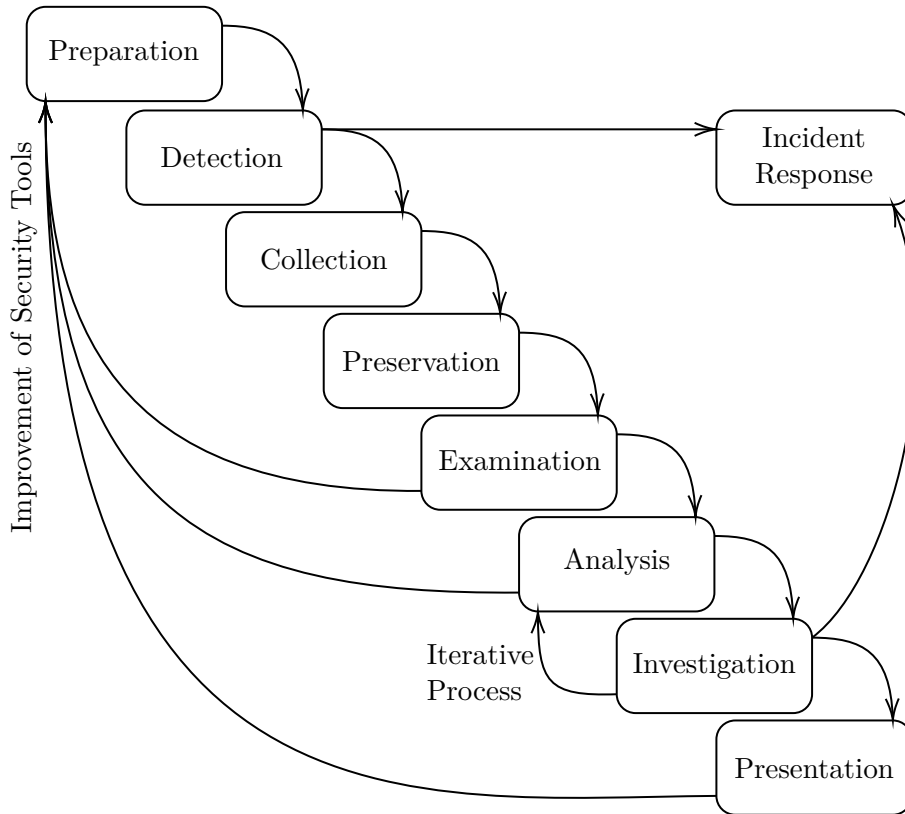 Preparation
Detection
Incident
Response
Collection
Preservation
Examination
Analysis
Iterative
Process
Investigation
Presentation
Improvement of Security Tools